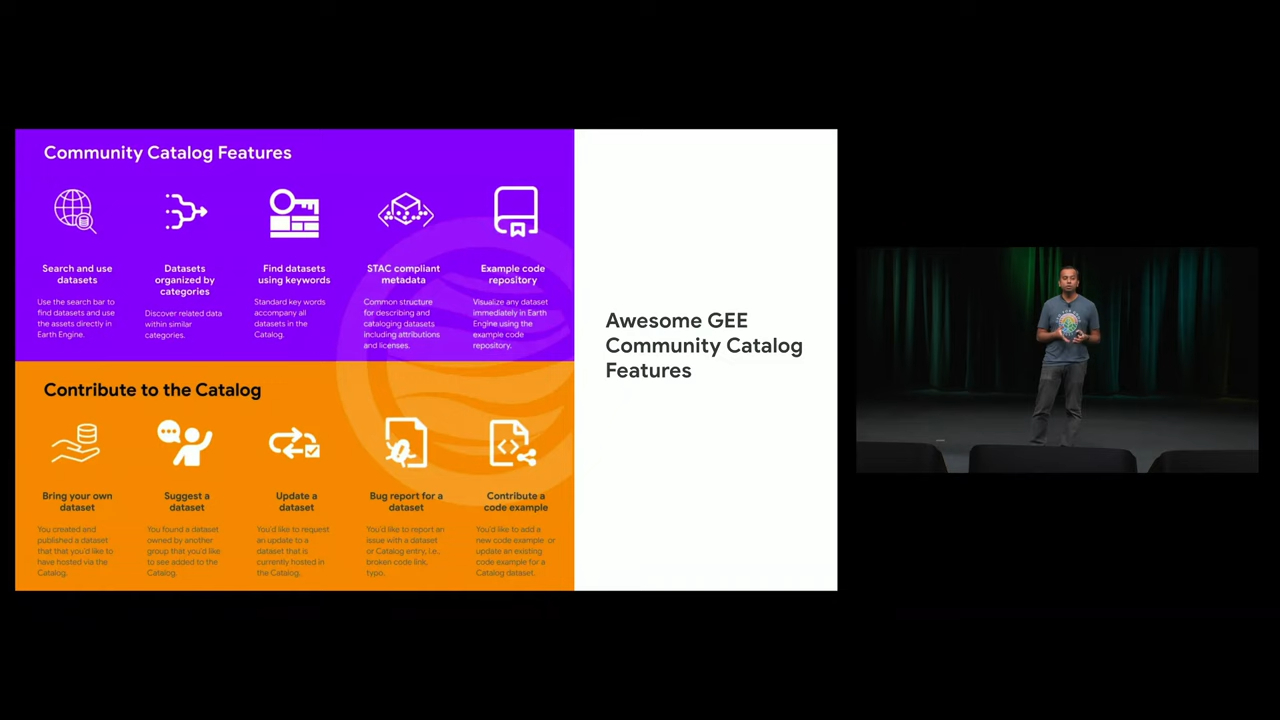 Community Catalog Features
Search and use
datasets
Use the search bar to
find datasets and use
the assets directly in
Earth Engine.
Datasets
organized by
categories
Discover related data
within similar
categories.
Find datasets
using keywords
Standard key words
accompany all
datasets in the
Catalog.
STAC compliant
metadata
Common structure
for describing and
cataloging datasets
including attributions
and licenses.
Example code
repository
Visualize any dataset
immediately in Earth
Engine using the
example code
repository.
Contribute to the Catalog
Bring your own
dataset
You created and
published a dataset
that that you'd like to
have hosted via the
Catalog.
Suggest a
dataset
You found a dataset
owned by another
group that you'd like
to see added to the
Catalog.
Update a
dataset
You'd like to request
an update to a
dataset that is
currently hosted in
the Catalog.
Bug report for a
dataset
You'd like to report an
issue with a dataset
or Catalog entry, i.e.,
broken code link,
typo.
Contribute a
code example
You'd like to add a
new code example or
update an existing
code example for a
Catalog dataset.
Awesome GEE
Community Catalog
Features